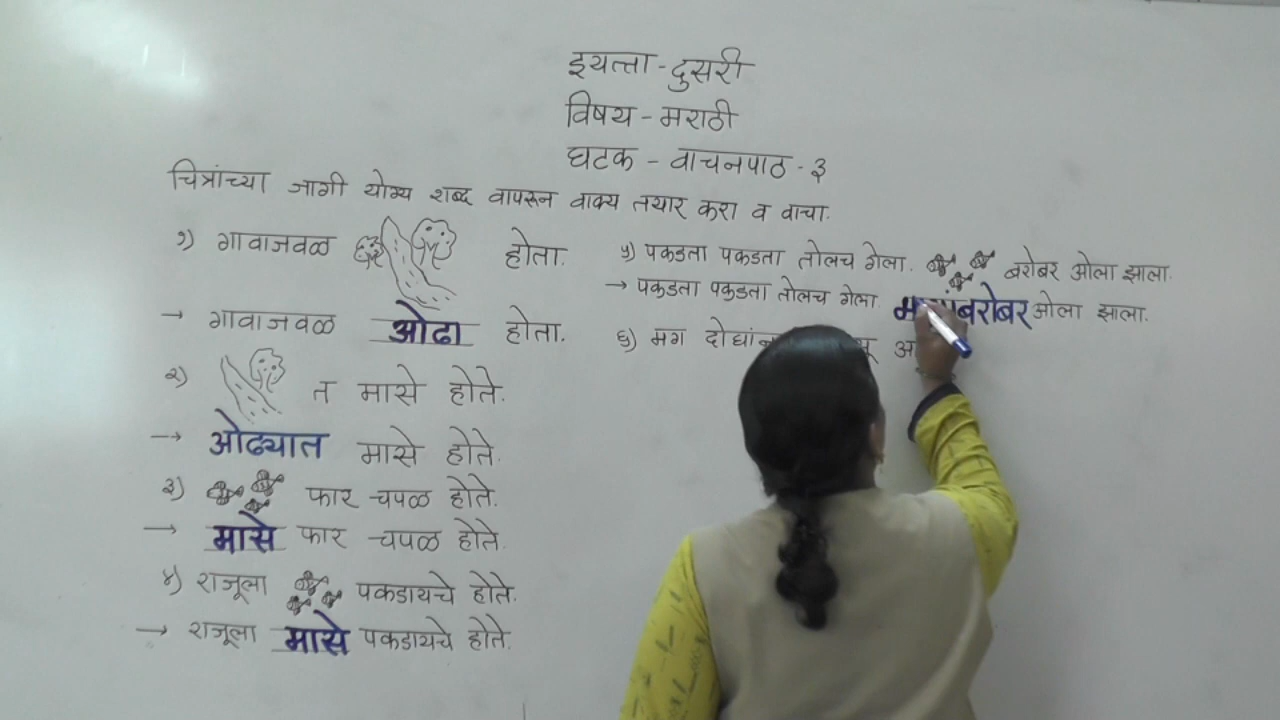 इयत्ता - दुसरी
विषय - मराठी
घटक - वाचनपाठ - ३
चित्रांच्या जागी योग्य शब्द वापरून वाक्य तयार करा व वाचा.
१) गावाजवळ होता.
→ गावाजवळ ओढा होता.
२) त मासे होते.
→ ओढ्यात मासे होते.
३) फार चपळ होते.
→ मासे फार चपळ होते.
४) राजूला पकडायचे होते.
→ राजूला मासे पकडायचे होते.
५) पकडता पकडता तोलच गेला. बरोबर ओला झाला.
→ पकडता पकडता तोलच गेला. बरोबर ओला झाला.
६) मग